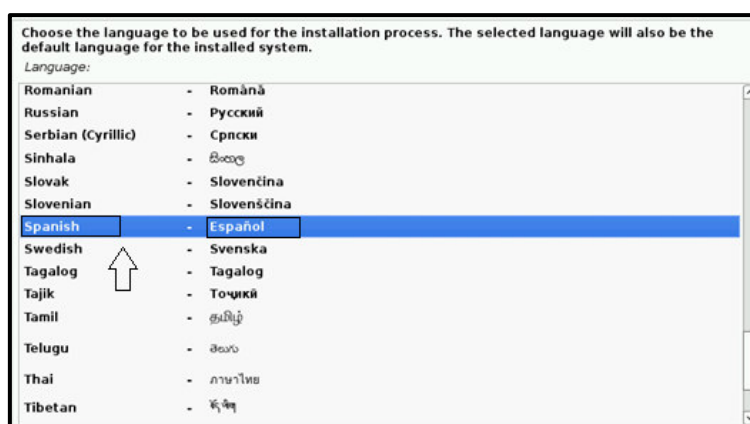 Choose the language to be used for the installation process. The selected language will also be the
default language for the installed system.
Language:
Romanian - Română
Russian - Русский
Serbian (Cyrillic) - Српски
Sinhala - සිංහල
Slovak - Slovenčina
Slovenian - Slovenščina
Spanish - Español
Swedish - Svenska
Tagalog - Tagalog
Tajik - Тоҷикӣ
Tamil - தமிழ்
Telugu - తెలుగు
Thai - ภาษาไทย
Tibetan - བོད་ཡིག